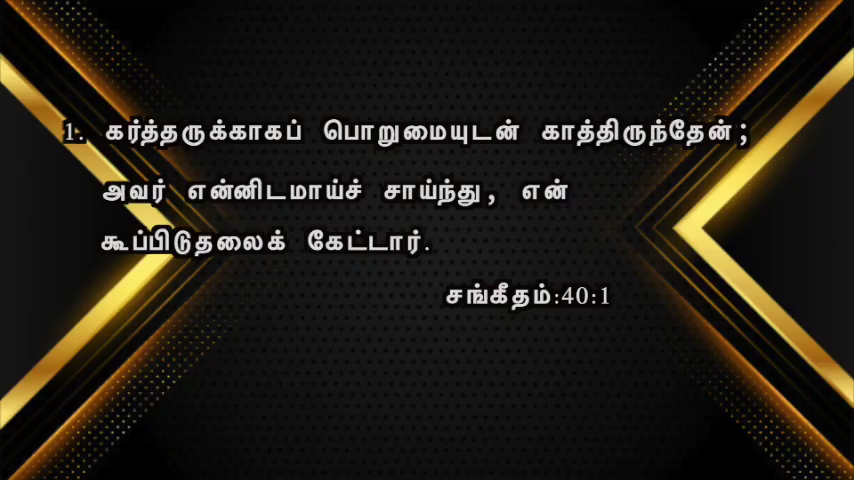 1. கர்த்தருக்காகப் பொறுமையுடன் காத்திருந்தேன்;
அவர் என்னிடமாய்ச் சாய்ந்து, என்
கூப்பிடுதலைக் கேட்டார்.
சங்கீதம்:40:1